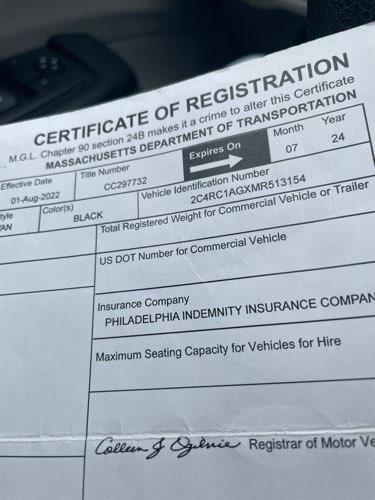 CERTIFICATE OF REGISTRATION
M.G.L. Chapter 90 section 24B makes it a crime to alter this Certificate
MASSACHUSETTS DEPARTMENT OF TRANSPORTATION
Effective Date
01-Aug-2022
Title Number
CC297732
Expires On
Month
07
Year
24
Color(s)
BLACK
Vehicle Identification Number
2C4RC1AGXMR513154
Total Registered Weight for Commercial Vehicle or Trailer
US DOT Number for Commercial Vehicle
Insurance Company
PHILADELPHIA INDEMNITY INSURANCE COMPAN
Maximum Seating Capacity for Vehicles for Hire
Colleen J Ogilvie Registrar of Motor Ve